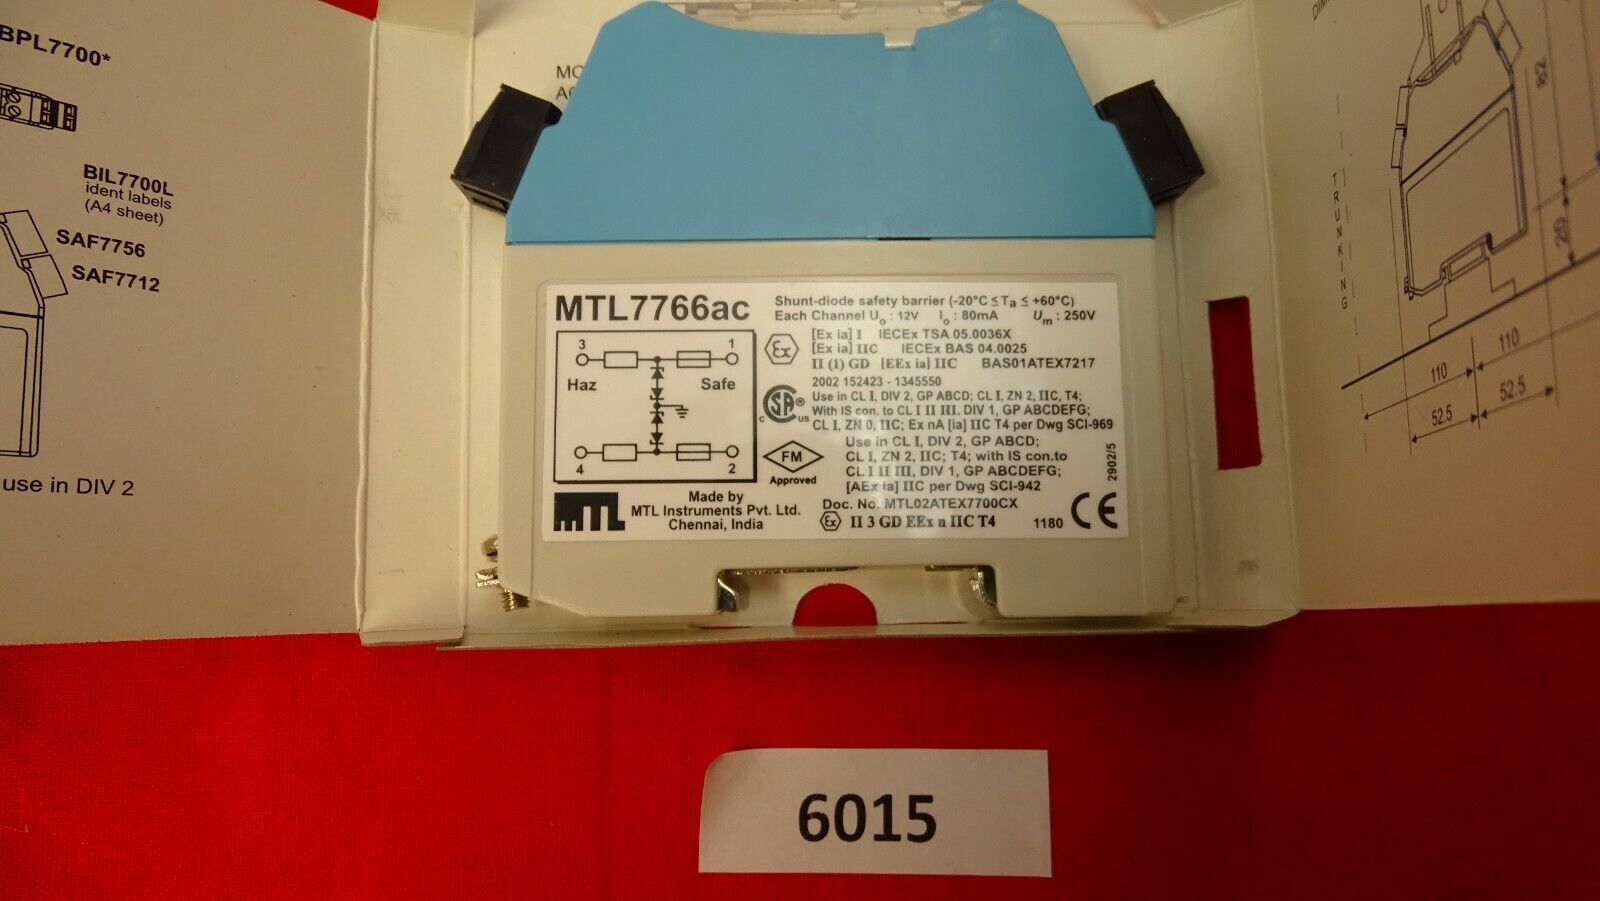 BPL7700*
BIL7700L
ident labels
(A4 sheet)
SAF7756
SAF7712
use in DIV 2
MTL7766ac
Shunt-diode safety barrier (-20°C ≤ Ta ≤ +60°C)
Each Channel Uo : 12V Io : 80mA Um : 250V
3
1
Haz
Safe
4
2
Ex
[Ex ia] I IECEx TSA 05.0036X
[Ex ia] IIC IECEx BAS 04.0025
II (1) GD [EEx ia] IIC BAS01ATEX7217
SA
®
C
US
2002 152423 - 1345550
Use in CL I, DIV 2, GP ABCD; CL I, ZN 2, IIC, T4;
With IS con. to CL I II III, DIV 1, GP ABCDEFG;
CL I, ZN 0, IIC; Ex nA [ia] IIC T4 per Dwg SCI-969
FM
Approved
Use in CL I, DIV 2, GP ABCD;
CL I, ZN 2, IIC; T4; with IS con.to
CL I II III, DIV 1, GP ABCDEFG;
[AEx ia] IIC per Dwg SCI-942
2902/5
MTL
Made by
MTL Instruments Pvt. Ltd.
Chennai, India
Doc. No. MTL02ATEX7700CX
Ex II 3 GD EEx n IIC T4
1180 CE
TRUNKING
82
20
110
110
52.5
52.5
6015